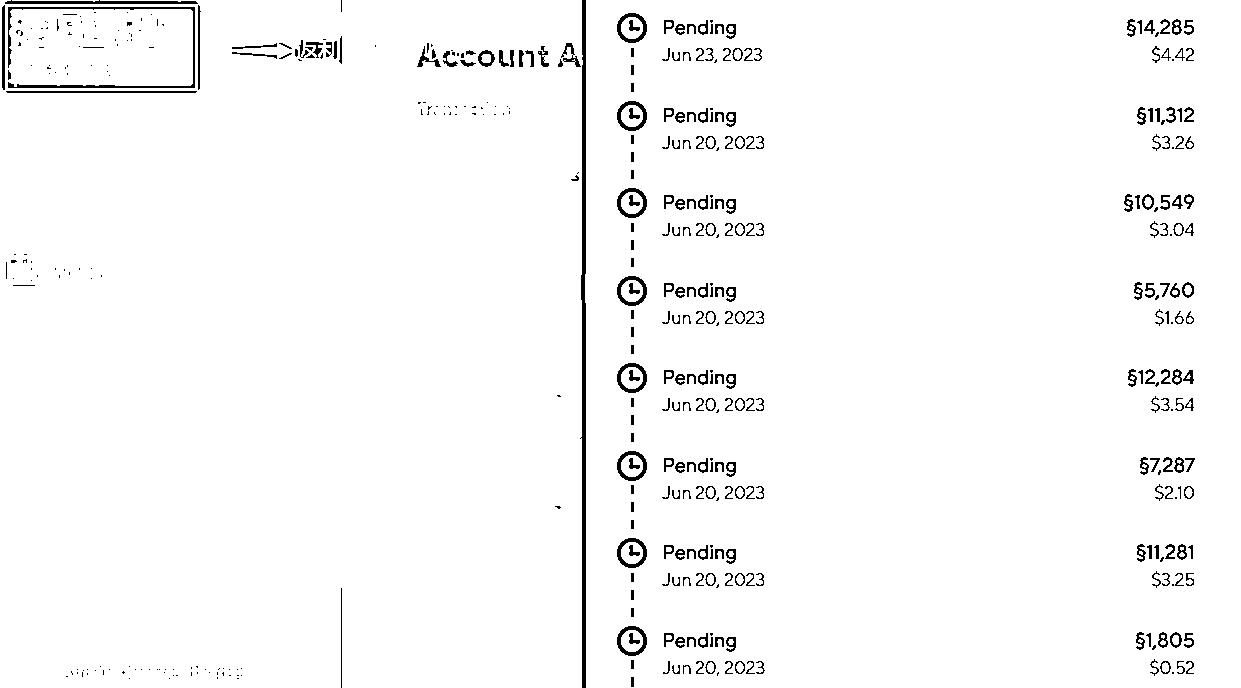 返利
Account A
Pending §14,285
Jun 23, 2023 $4.42
Pending §11,312
Jun 20, 2023 $3.26
Pending §10,549
Jun 20, 2023 $3.04
Pending §5,760
Jun 20, 2023 $1.66
Pending §12,284
Jun 20, 2023 $3.54
Pending §7,287
Jun 20, 2023 $2.10
Pending §11,281
Jun 20, 2023 $3.25
Pending §1,805
Jun 20, 2023 $0.52